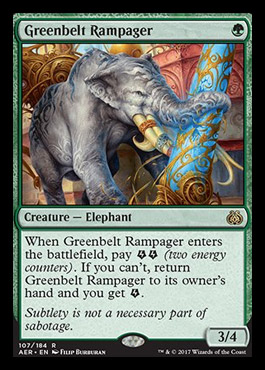 Greenbelt Rampager
Creature — Elephant
When Greenbelt Rampager enters
the battlefield, pay (two energy
counters). If you can't, return
Greenbelt Rampager to its owner's
hand and you get .
Subtlety is not a necessary part of
sabotage.
3/4
107/184 R
AER • EN Filip Burburan
™ & © 2017 Wizards of the Coast